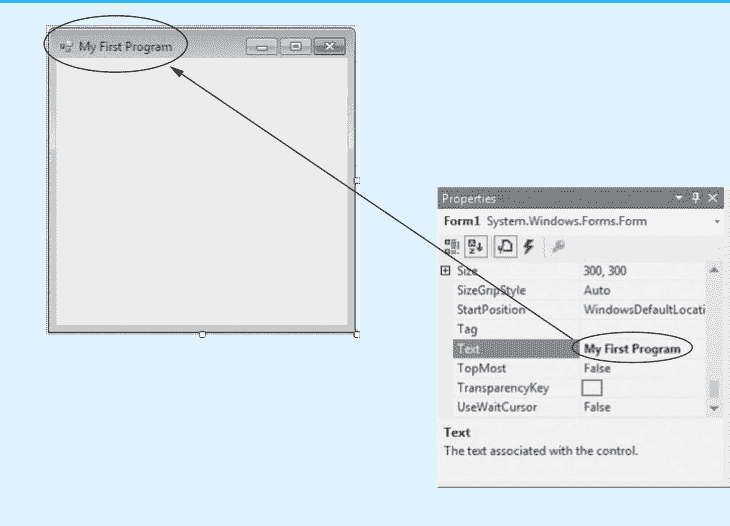 My First Program
Properties
Form1 System.Windows.Forms.Form
Size 300, 300
SizeGripStyle Auto
StartPosition WindowsDefaultLocati
Tag
Text My First Program
TopMost False
TransparencyKey
UseWaitCursor False
Text
The text associated with the control.